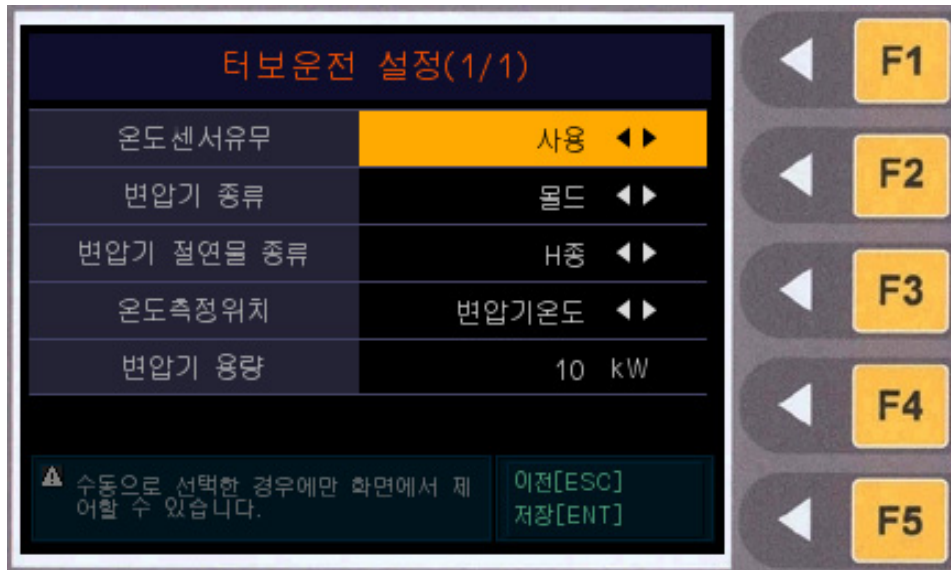 터보운전 설정(1/1)
온도센서유무 사용
변압기 종류 몰드
변압기 절연물 종류 H종
온도측정위치 변압기온도
변압기 용량 10 kW
수동으로 선택한 경우에만 화면에서 제
어할 수 있습니다.
이전[ESC]
저장[ENT]
F1
F2
F3
F4
F5